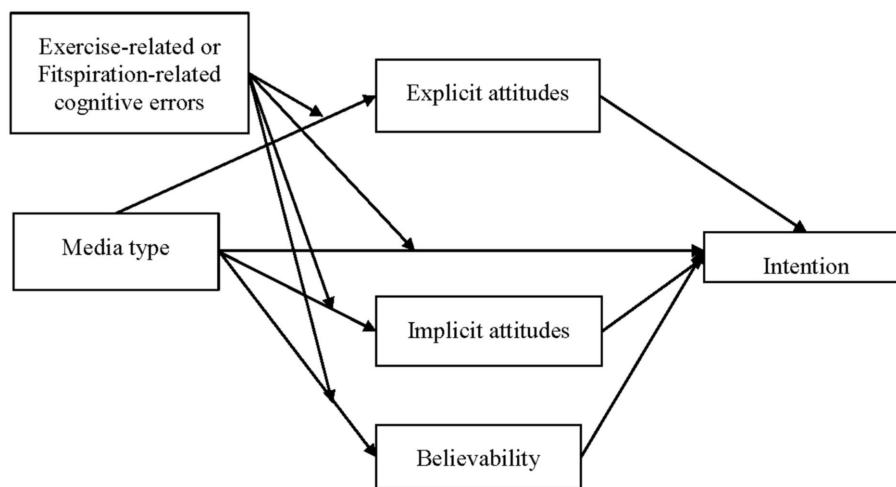 Exercise-related or
Fitspiration-related
cognitive errors
Explicit attitudes
Media type
Intention
Implicit attitudes
Believability